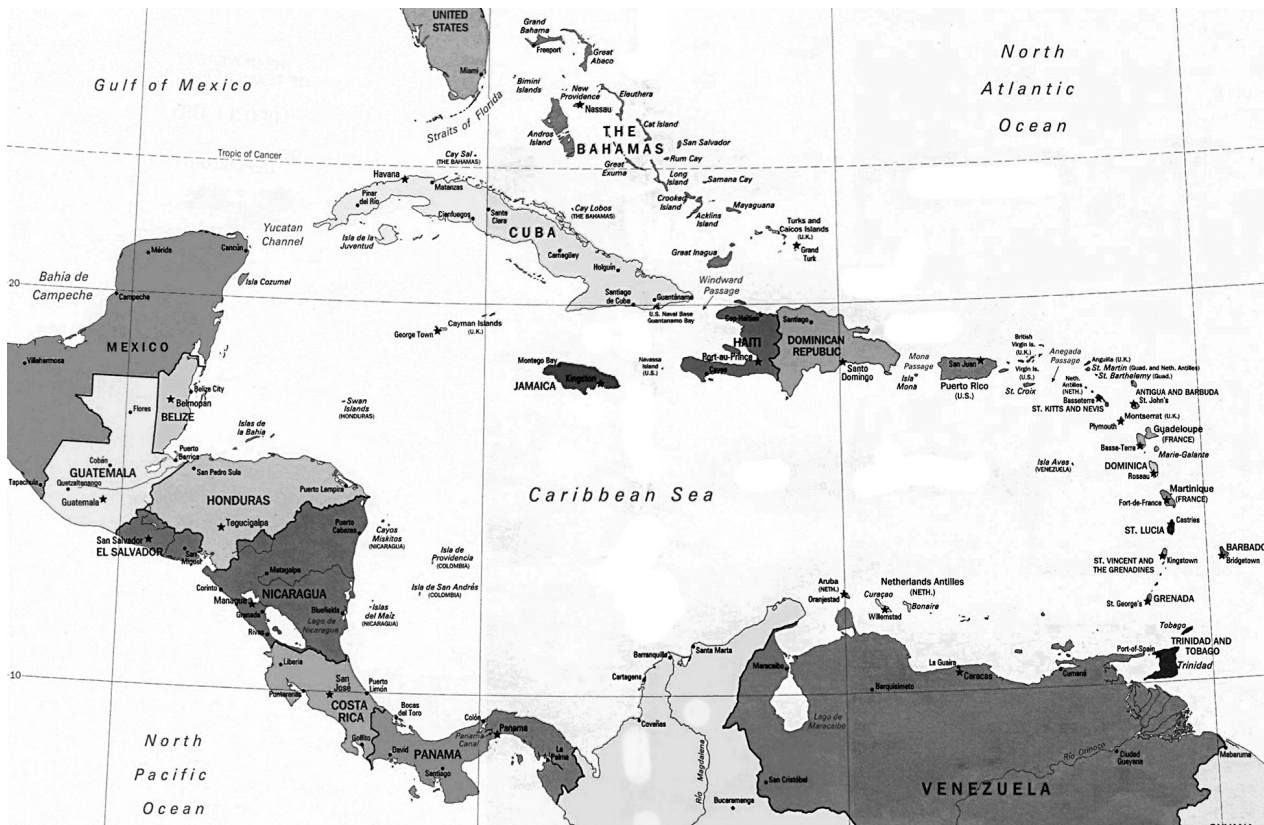 UNITED
STATES
Miami
Gulf of Mexico
Straits of Florida
Grand
Bahama
Freeport
Great
Abaco
Bimini
Islands
New
Providence
Nassau
Eleuthera
Andros
Island
THE
BAHAMAS
Cat Island
San Salvador
Great
Exuma
Rum Cay
Long
Island
Samana Cay
Crooked
Island
Acklins
Island
Mayaguana
North
Atlantic
Ocean
Tropic of Cancer
Cay Sal
(THE BAHAMAS)
Havana
Matanzas
Pinar
del Río
Cienfuegos
Santa
Clara
Cay Lobos
(THE BAHAMAS)
CUBA
Camagüey
Holguín
Isla de la
Juventud
Santiago
de Cuba
Guantánamo
U.S. Naval Base
Guantanamo Bay
Great Inagua
Turks and
Caicos Islands
(U.K.)
Grand
Turk
Windward
Passage
Yucatan
Channel
Mérida
Cancún
Isla Cozumel
Bahia de
Campeche
20
Campeche
MEXICO
Villahermosa
Tapachula
Cayman Islands
(U.K.)
George Town
Montego Bay
JAMAICA
Kingston
Navassa
Island
(U.S.)
Cap-Haïtien
HAITI
Port-au-Prince
Cayes
Santiago
DOMINICAN
REPUBLIC
Santo
Domingo
Mona
Passage
Isla
Mona
San Juan
Puerto Rico
(U.S.)
British
Virgin Is.
(U.K.)
Virgin Is.
(U.S.)
St. Croix
Anegada
Passage
Anguilla (U.K.)
St. Martin (Guad. and Neth. Antilles)
St. Barthelemy (Guad.)
Neth.
Antilles
(NETH.)
Basseterre
ST. KITTS AND NEVIS
ANTIGUA AND BARBUDA
St. John's
Montserrat (U.K.)
Plymouth
Guadeloupe
(FRANCE)
Basse-Terre
Marie-Galante
Isla Aves
(VENEZUELA)
DOMINICA
Roseau
Martinique
(FRANCE)
Fort-de-France
Castries
ST. LUCIA
ST. VINCENT AND
THE GRENADINES
Kingstown
BARBADO
Bridgetown
St. George's
GRENADA
Tobago
TRINIDAD AND
TOBAGO
Port-of-Spain
Trinidad
Belize City
Belmopan
BELIZE
Flores
Cobán
Puerto
Barrios
GUATEMALA
Quetzaltenango
Guatemala
Swan
Islands
(HONDURAS)
Islas de
la Bahía
San Pedro Sula
HONDURAS
Puerto Lempira
Tegucigalpa
San Salvador
EL SALVADOR
San
Miguel
Puerto
Cabezas
Cayos
Miskitos
(NICARAGUA)
Matagalpa
Corinto
NICARAGUA
Managua
Granada
Bluefields
Lago de
Nicaragua
Rivas
Isla de
Providencia
(COLOMBIA)
Isla de San Andrés
(COLOMBIA)
Islas
del Maíz
(NICARAGUA)
Caribbean Sea
Liberia
Puntarenas
San
José
Puerto
Limón
COSTA
RICA
Golfito
Bocas
del Toro
David
PANAMA
Santiago
Colón
Panama
Canal
Panama
La
Palma
10
North
Pacific
Ocean
Aruba
(NETH.)
Oranjestad
Netherlands Antilles
(NETH.)
Curaçao
Bonaire
Willemstad
Santa Marta
Barranquilla
Cartagena
Coveñas
Río Magdalena
Bucaramanga
Maracaibo
Lago de
Maracaibo
Barquisimeto
La Guaira
Caracas
Cumaná
San Cristóbal
VENEZUELA
Río Orinoco
Ciudad
Guayana
Mabaruma